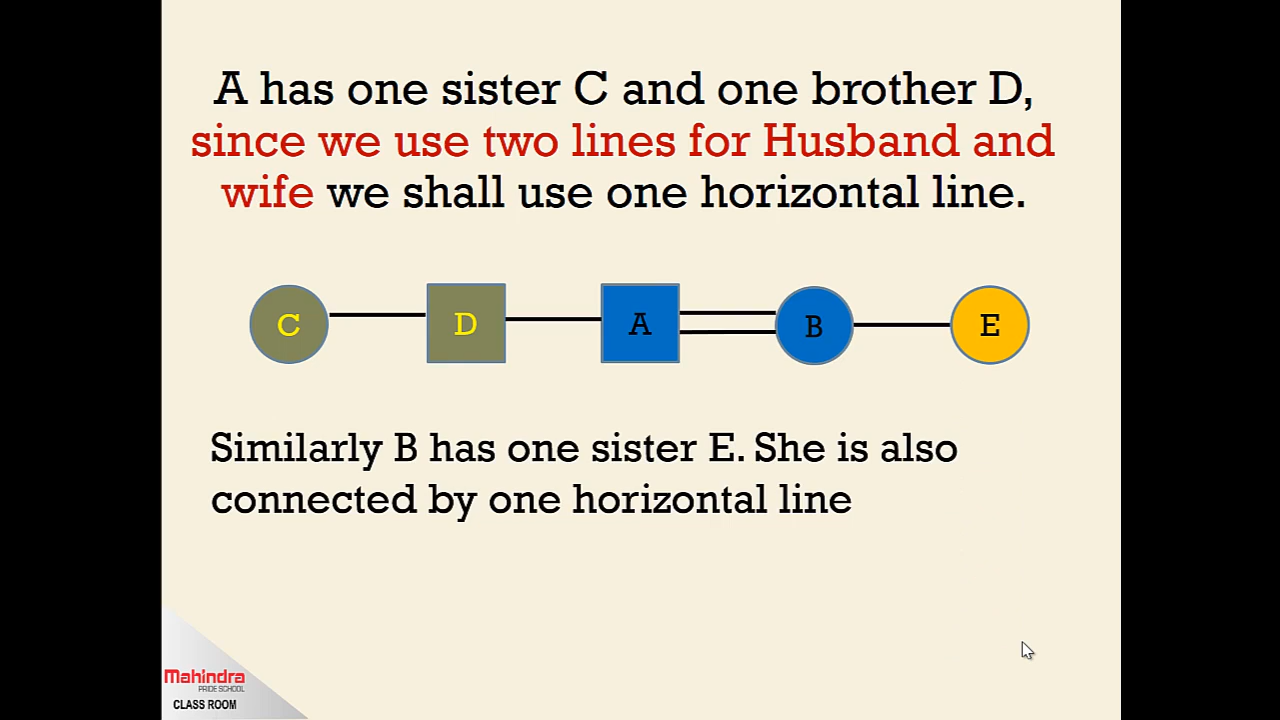 A has one sister C and one brother D,
since we use two lines for Husband and
wife we shall use one horizontal line.
C D A B E
Similarly B has one sister E. She is also
connected by one horizontal line
Mahindra
PRIDE SCHOOL
CLASS ROOM